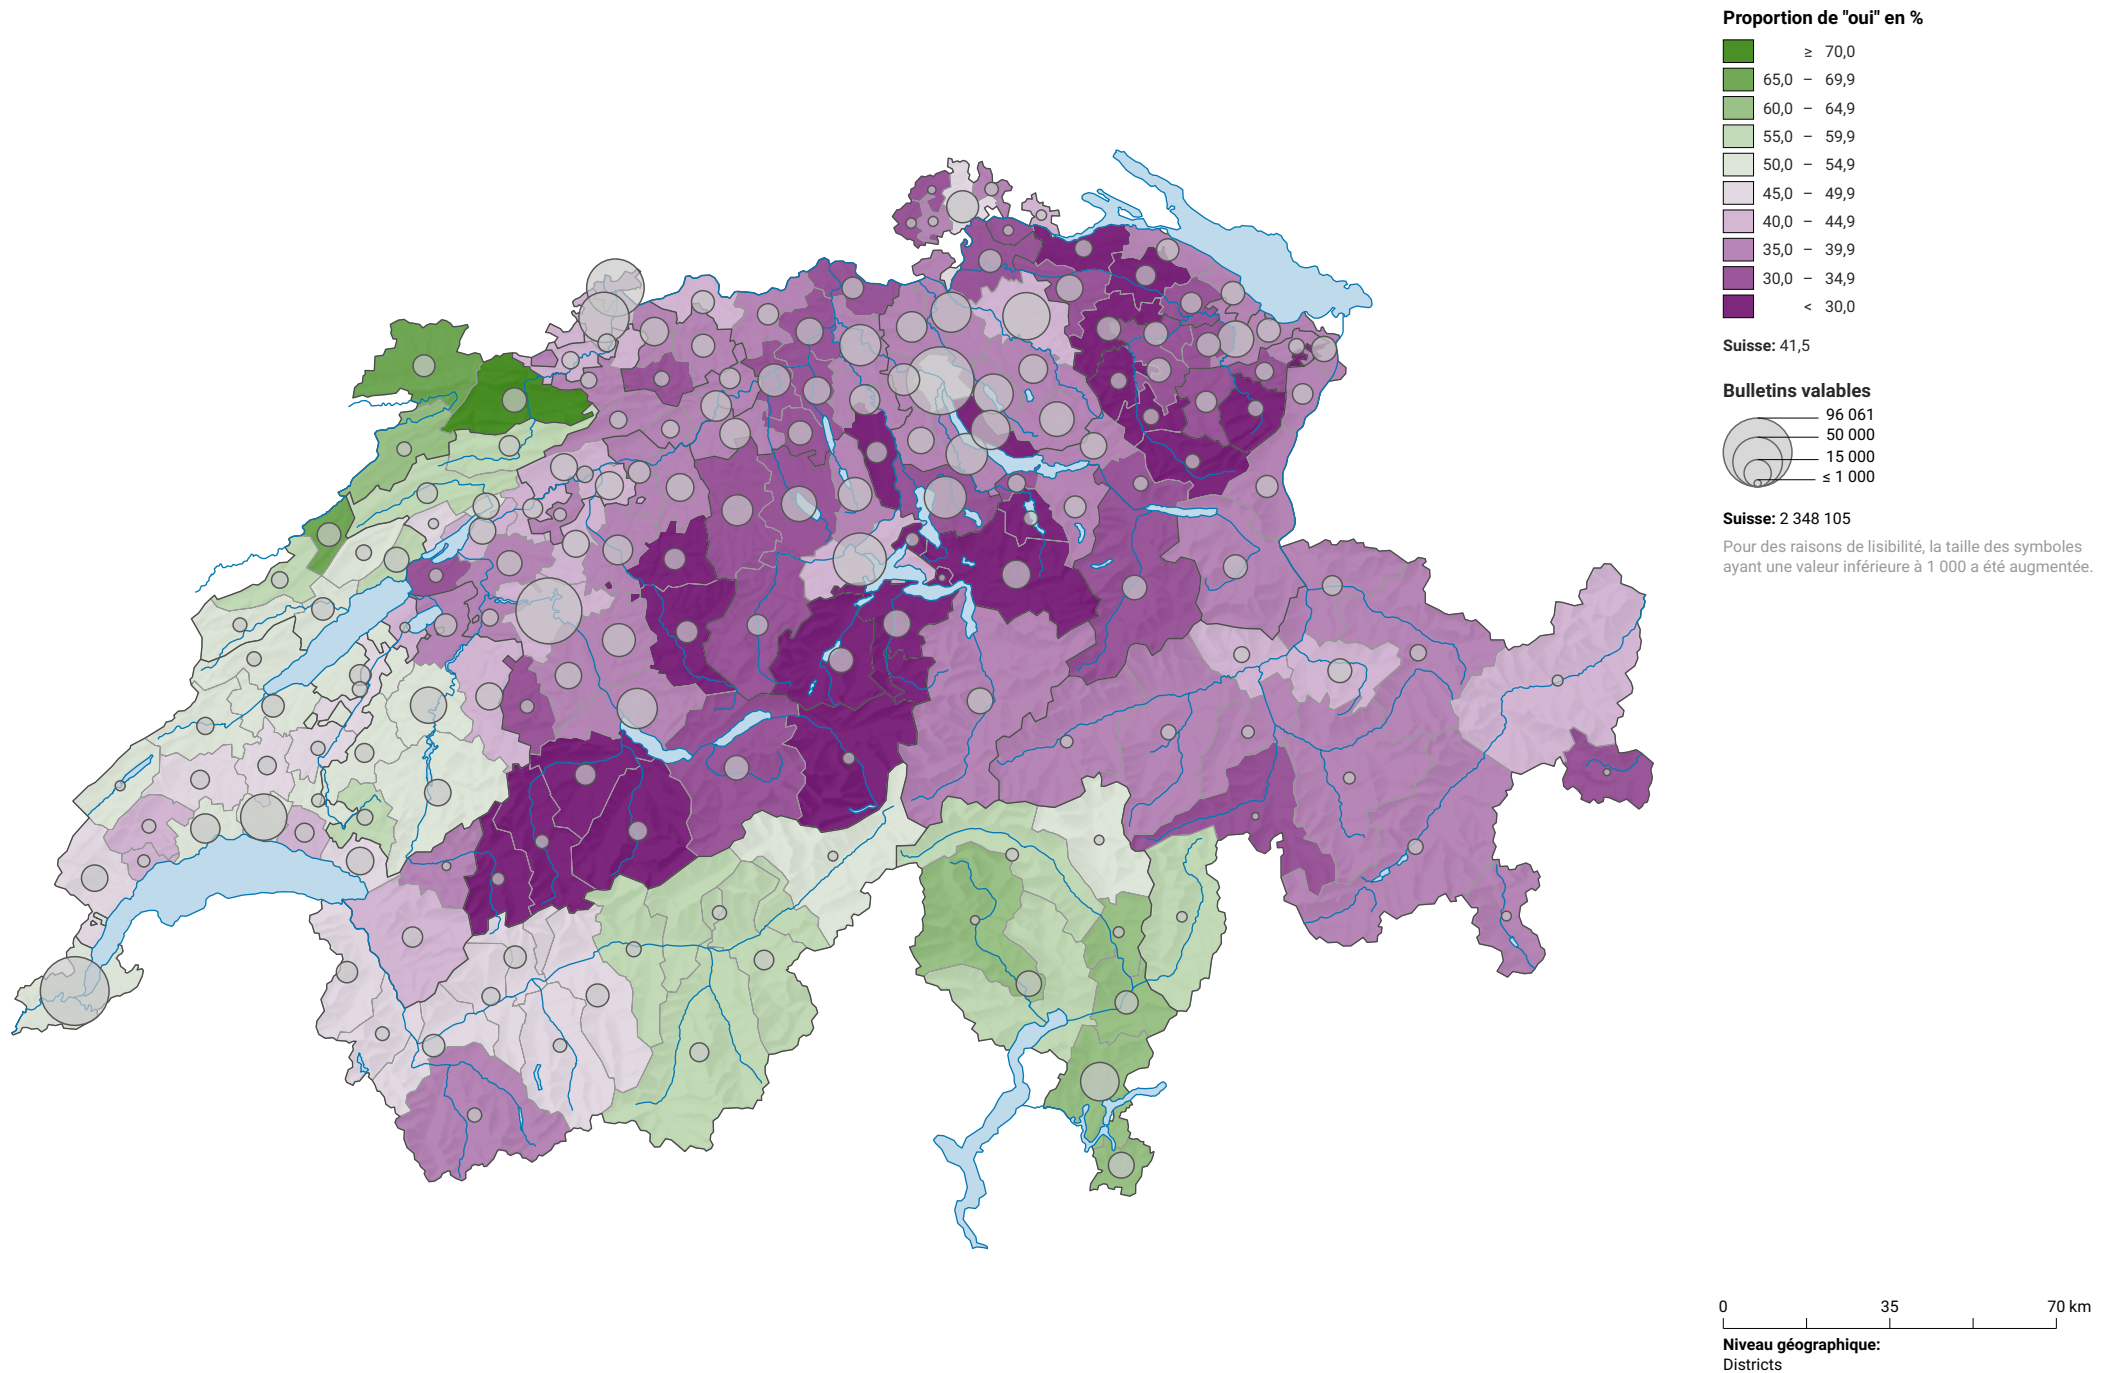 Proportion de "oui" en %
≥ 70,0
65,0 – 69,9
60,0 – 64,9
55,0 – 59,9
50,0 – 54,9
45,0 – 49,9
40,0 – 44,9
35,0 – 39,9
30,0 – 34,9
< 30,0
Suisse: 41,5
Bulletins valables
96 061
50 000
15 000
≤ 1 000
Suisse: 2 348 105
Pour des raisons de lisibilité, la taille des symboles
ayant une valeur inférieure à 1 000 a été augmentée.
0 35 70 km
Niveau géographique:
Districts